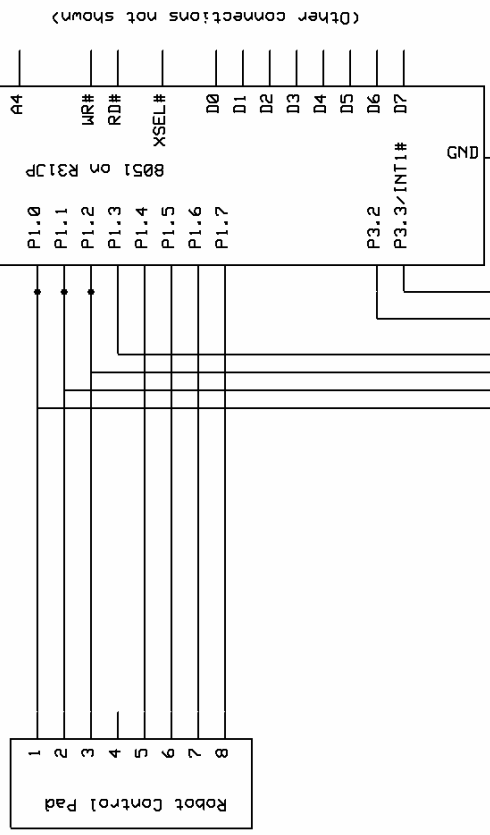 (Other connections not shown)
A4 WR# RD# XSEL# D0 D1 D2 D3 D4 D5 D6 D7
GND
8051 on R31JP
P1.0 P1.1 P1.2 P1.3 P1.4 P1.5 P1.6 P1.7 P3.2 P3.3/INT1#
1 2 3 4 5 6 7 8
Robot Control Pad